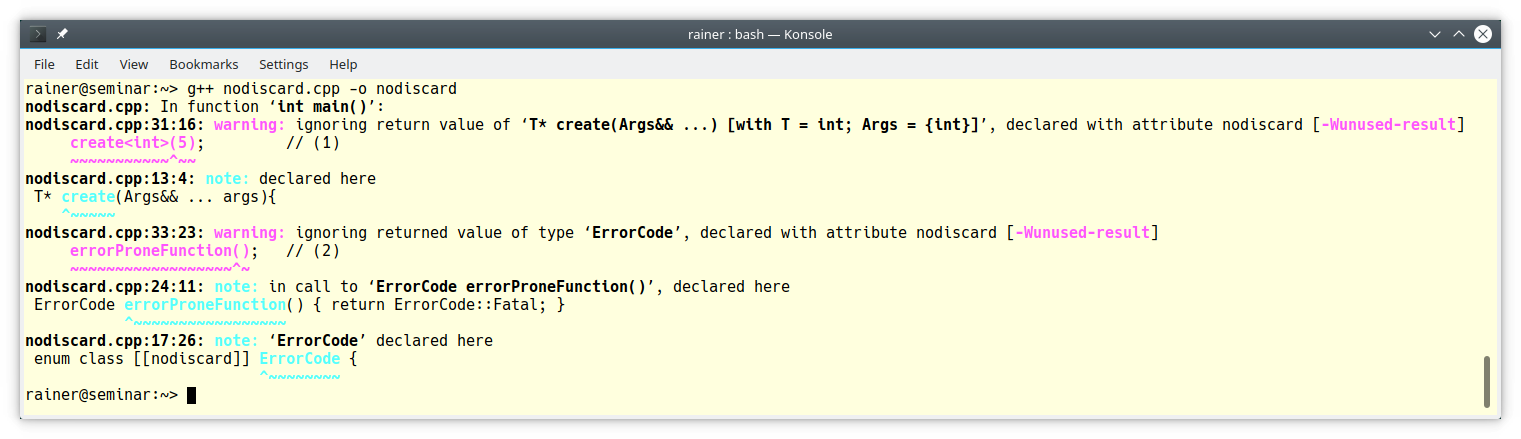 rainer : bash — Konsole
File Edit View Bookmarks Settings Help
rainer@seminar:~> g++ nodiscard.cpp -o nodiscard
nodiscard.cpp: In function ‘int main()’:
nodiscard.cpp:31:16: warning: ignoring return value of ‘T* create(Args&& ...) [with T = int; Args = {int}]’, declared with attribute nodiscard [-Wunused-result]
     create<int>(5);         // (1)
     ~~~~~~~~~~~^~~
nodiscard.cpp:13:4: note: declared here
 T* create(Args&& ... args){
    ^~~~~~
nodiscard.cpp:33:23: warning: ignoring returned value of type ‘ErrorCode’, declared with attribute nodiscard [-Wunused-result]
     errorProneFunction();   // (2)
     ~~~~~~~~~~~~~~~~~~^~
nodiscard.cpp:24:11: note: in call to ‘ErrorCode errorProneFunction()’, declared here
 ErrorCode errorProneFunction() { return ErrorCode::Fatal; }
           ^~~~~~~~~~~~~~~~~~
nodiscard.cpp:17:26: note: ‘ErrorCode’ declared here
 enum class [[nodiscard]] ErrorCode {
                          ^~~~~~~~~
rainer@seminar:~>